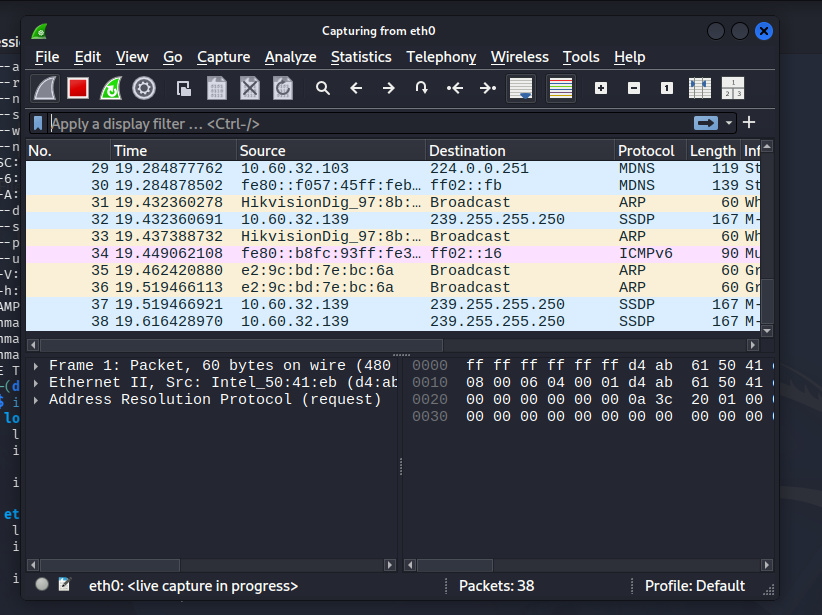 Capturing from eth0
File Edit View Go Capture Analyze Statistics Telephony Wireless Tools Help
Apply a display filter ... <Ctrl-/>
No. Time Source Destination Protocol Length Inf
29 19.284877762 10.60.32.103 224.0.0.251 MDNS 119 St
30 19.284878502 fe80::f057:45ff:feb… ff02::fb MDNS 139 St
31 19.432360278 HikvisionDig_97:8b:… Broadcast ARP 60 Wh
32 19.432360691 10.60.32.139 239.255.255.250 SSDP 167 M-
33 19.437388732 HikvisionDig_97:8b:… Broadcast ARP 60 Wh
34 19.449062108 fe80::b8fc:93ff:fe3… ff02::16 ICMPv6 90 Mu
35 19.462420880 e2:9c:bd:7e:bc:6a Broadcast ARP 60 Gr
36 19.519466113 e2:9c:bd:7e:bc:6a Broadcast ARP 60 Gr
37 19.519466921 10.60.32.139 239.255.255.250 SSDP 167 M-
38 19.616428970 10.60.32.139 239.255.255.250 SSDP 167 M-
Frame 1: Packet, 60 bytes on wire (480
Ethernet II, Src: Intel_50:41:eb (d4:ab
Address Resolution Protocol (request)
0000 ff ff ff ff ff ff d4 ab 61 50 41
0010 08 00 06 04 00 01 d4 ab 61 50 41
0020 00 00 00 00 00 00 0a 3c 20 01 00
0030 00 00 00 00 00 00 00 00 00 00 00
eth0: <live capture in progress> Packets: 38 Profile: Default